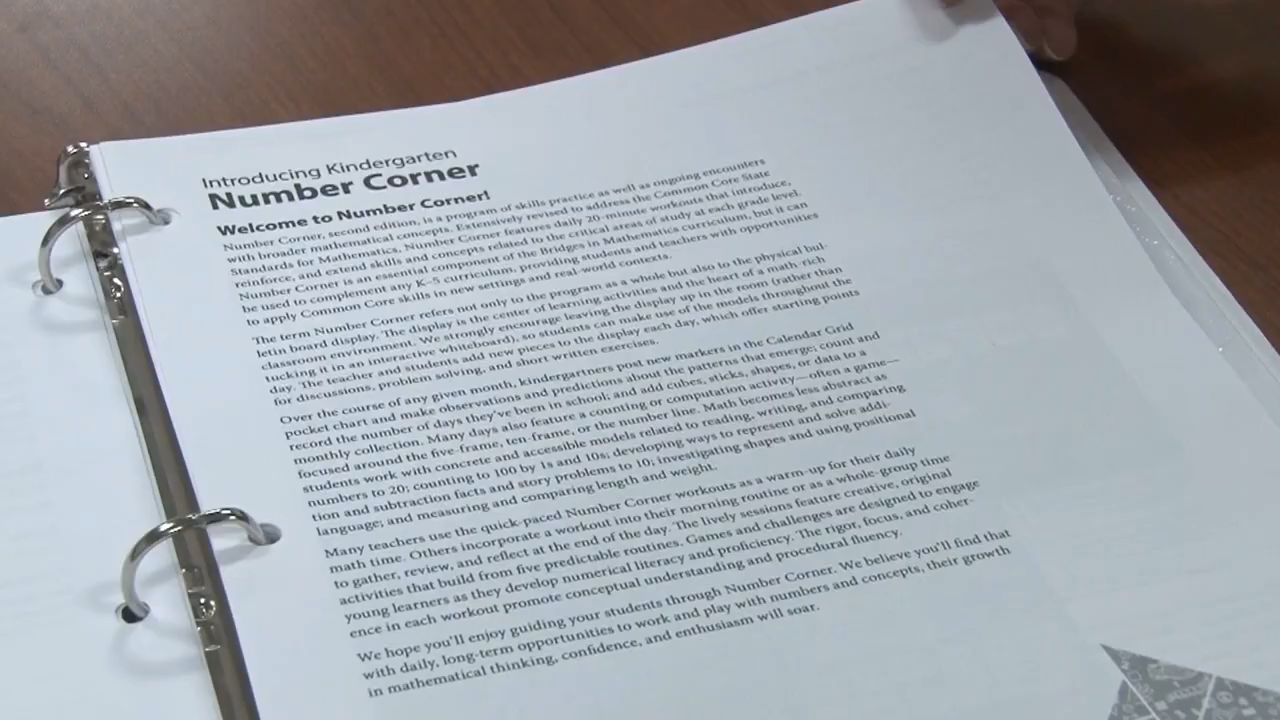 Introducing Kindergarten
Number Corner
Welcome to Number Corner!
Number Corner, second edition, is a program of skills practice as well as ongoing encounters
with broader mathematical concepts. Extensively revised to address the Common Core State
Standards for Mathematics, Number Corner features daily 20-minute workouts that introduce,
reinforce, and extend skills and concepts related to the critical areas of study at each grade level.
Number Corner is an essential component of the Bridges in Mathematics curriculum, but it can
be used to complement any K–5 curriculum, providing students and teachers with opportunities
to apply Common Core skills in new settings and real-world contexts.
The term Number Corner refers not only to the program as a whole but also to the physical bul-
letin board display. The display is the center of learning activities and the heart of a math-rich
classroom environment. We strongly encourage leaving the display up in the room (rather than
tucking it in an interactive whiteboard), so students can make use of the models throughout the
day. The teacher and students add new pieces to the display each day, which offer starting points
for discussions, problem solving, and short written exercises.
Over the course of any given month, kindergartners post new markers in the Calendar Grid
pocket chart and make observations and predictions about the patterns that emerge; count and
record the number of days they've been in school; and add cubes, sticks, shapes, or data to a
monthly collection. Many days also feature a counting or computation activity—often a game—
focused around the five-frame, ten-frame, or the number line. Math becomes less abstract as
students work with concrete and accessible models related to reading, writing, and comparing
numbers to 20; counting to 100 by 1s and 10s; developing ways to represent and solve addi-
tion and subtraction facts and story problems to 10; investigating shapes and using positional
language; and measuring and comparing length and weight.
Many teachers use the quick-paced Number Corner workouts as a warm-up for their daily
math time. Others incorporate a workout into their morning routine or as a whole-group time
to gather, review, and reflect at the end of the day. The lively sessions feature creative, original
activities that build from five predictable routines. Games and challenges are designed to engage
young learners as they develop numerical literacy and proficiency. The rigor, focus, and coher-
ence in each workout promote conceptual understanding and procedural fluency.
We hope you'll enjoy guiding your students through Number Corner. We believe you'll find that
with daily, long-term opportunities to work and play with numbers and concepts, their growth
in mathematical thinking, confidence, and enthusiasm will soar.